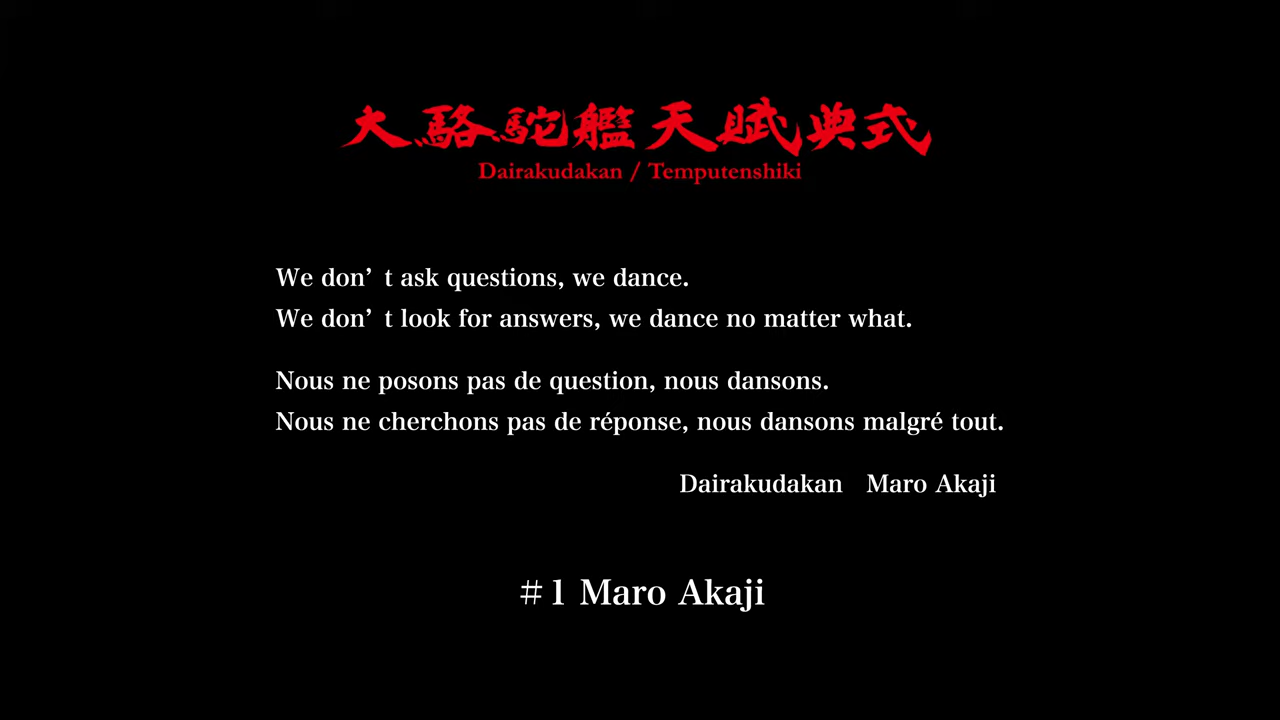 大駱駝艦天賦典式
Dairakudakan / Temputenshiki
We don’t ask questions, we dance.
We don’t look for answers, we dance no matter what.
Nous ne posons pas de question, nous dansons.
Nous ne cherchons pas de réponse, nous dansons malgré tout.
Dairakudakan Maro Akaji
#1 Maro Akaji